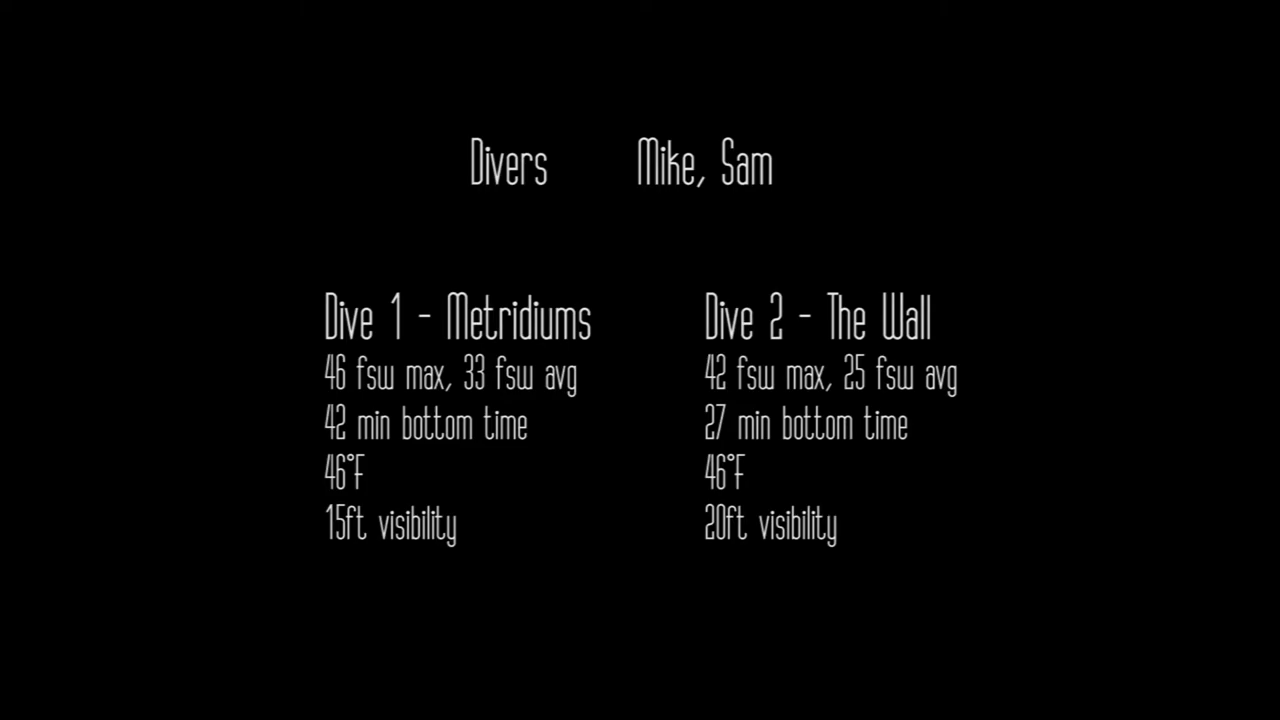 Divers Mike, Sam
Dive 1 - Metridiums
46 fsw max, 33 fsw avg
42 min bottom time
46°F
15ft visibility
Dive 2 - The Wall
42 fsw max, 25 fsw avg
27 min bottom time
46°F
20ft visibility